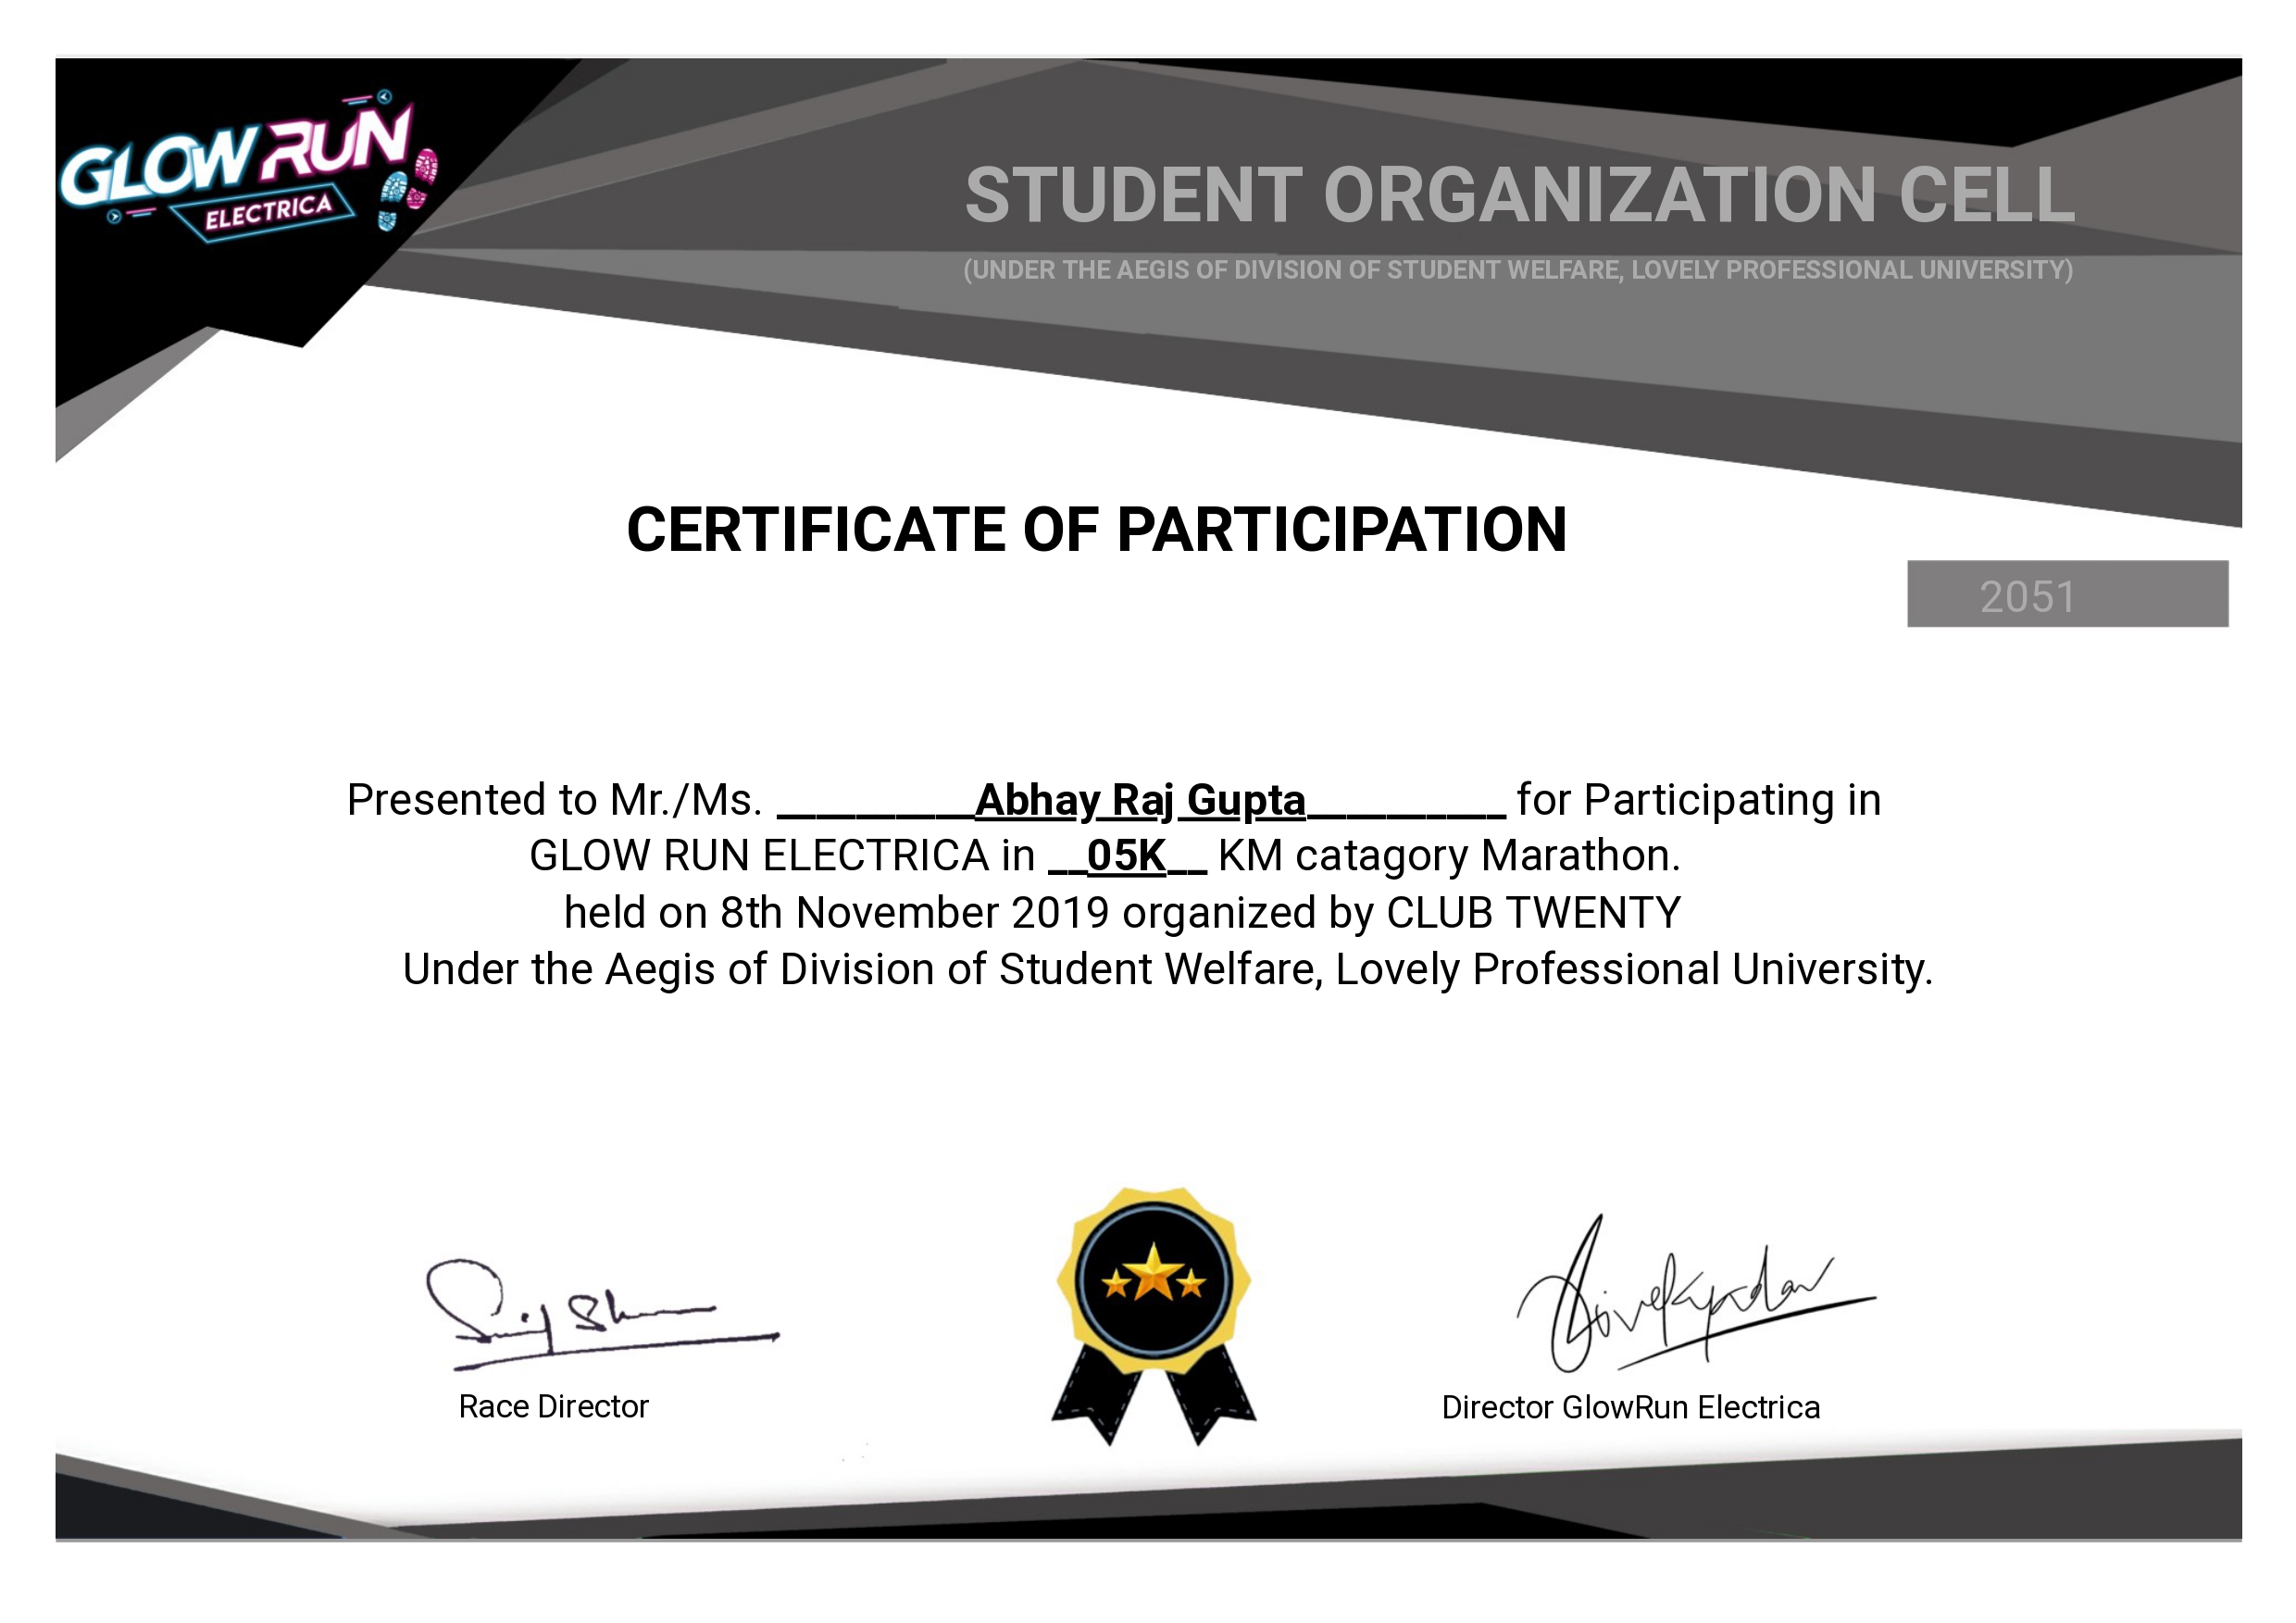 GLOW RUN
ELECTRICA
STUDENT ORGANIZATION CELL
(UNDER THE AEGIS OF DIVISION OF STUDENT WELFARE, LOVELY PROFESSIONAL UNIVERSITY)
CERTIFICATE OF PARTICIPATION
2051
Presented to Mr./Ms. __________Abhay Raj Gupta__________ for Participating in
GLOW RUN ELECTRICA in __05K__ KM catagory Marathon.
held on 8th November 2019 organized by CLUB TWENTY
Under the Aegis of Division of Student Welfare, Lovely Professional University.
Race Director
Director GlowRun Electrica